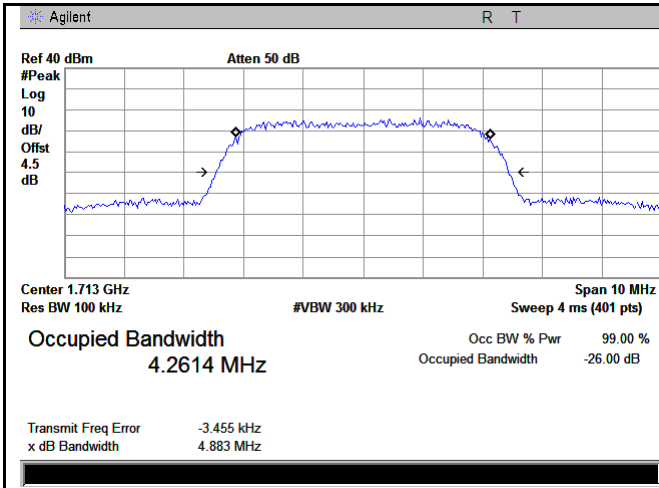 Agilent R T
Ref 40 dBm Atten 50 dB
#Peak
Log
10
dB/
Offst
4.5
dB
Center 1.713 GHz Span 10 MHz
Res BW 100 kHz #VBW 300 kHz Sweep 4 ms (401 pts)
Occupied Bandwidth Occ BW % Pwr 99.00 %
4.2614 MHz Occupied Bandwidth -26.00 dB
Transmit Freq Error -3.455 kHz
x dB Bandwidth 4.883 MHz